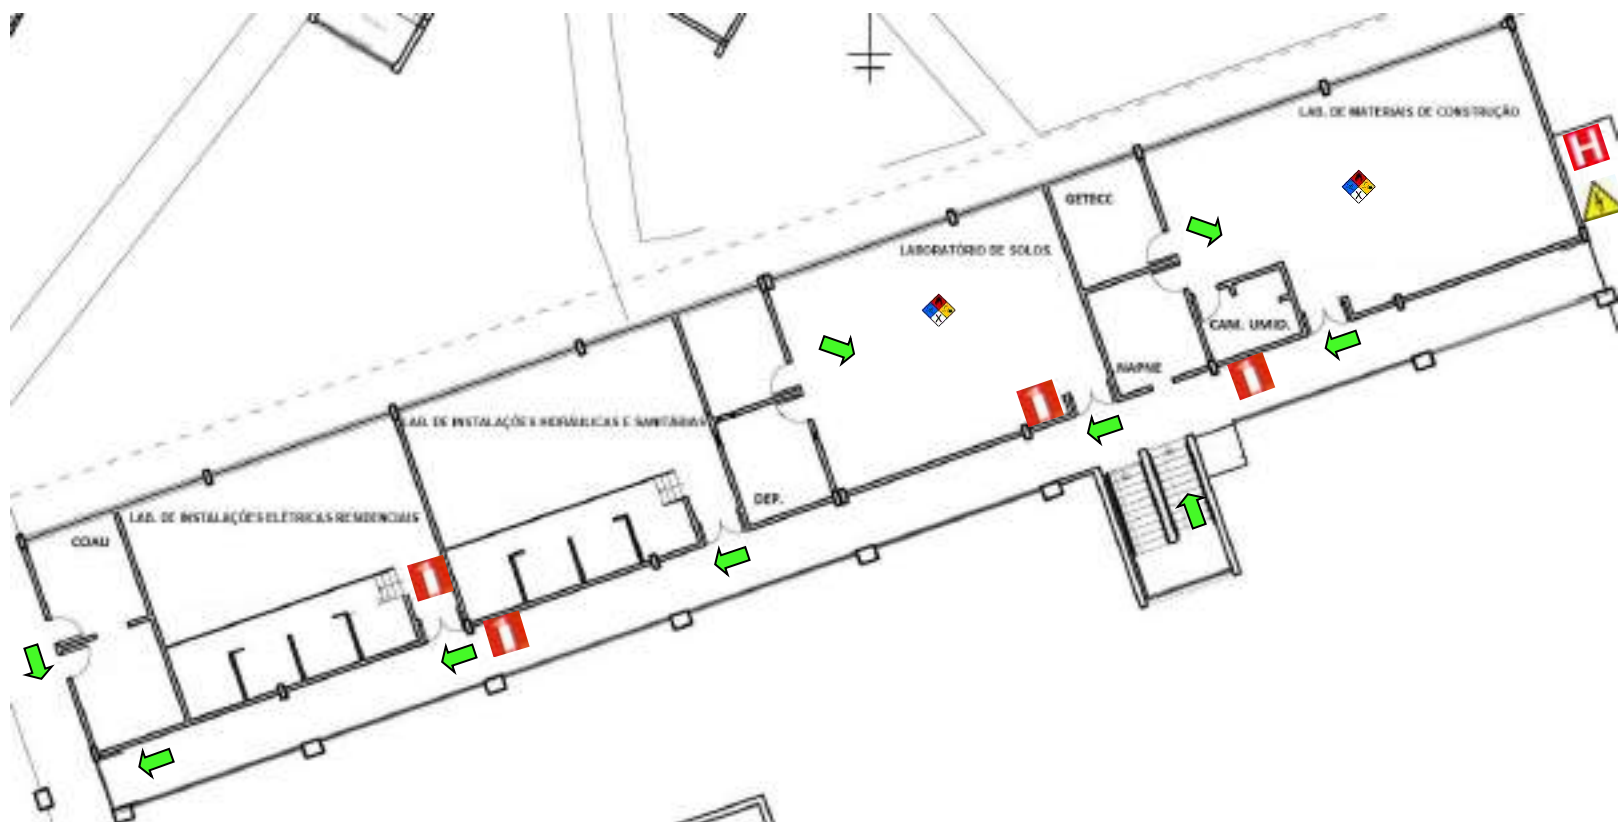 LAB. DE MATERIAIS DE CONSTRUÇÃO
H
GETECC
LABORATÓRIO DE SOLOS.
CAM. UMID.
NAPNE
LAB. DE INSTALAÇÕES HIDRÁULICAS E SANITÁRIAS
DEP.
LAB. DE INSTALAÇÕES ELÉTRICAS RESIDENCIAIS
COAU